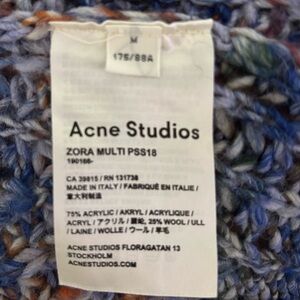 M
175/88A
Acne Studios
ZORA MULTI PSS18
190166-
CA 39815 / RN 131738
MADE IN ITALY / FABRIQUÉ EN ITALIE /
意大利制造
75% ACRYLIC / AKRYL / ACRYLIQUE /
ACRYL / アクリル / 腈纶, 25% WOOL / ULL
/ LAINE / WOLLE / ウール / 羊毛
ACNE STUDIOS FLORAGATAN 13
STOCKHOLM
ACNESTUDIOS.COM